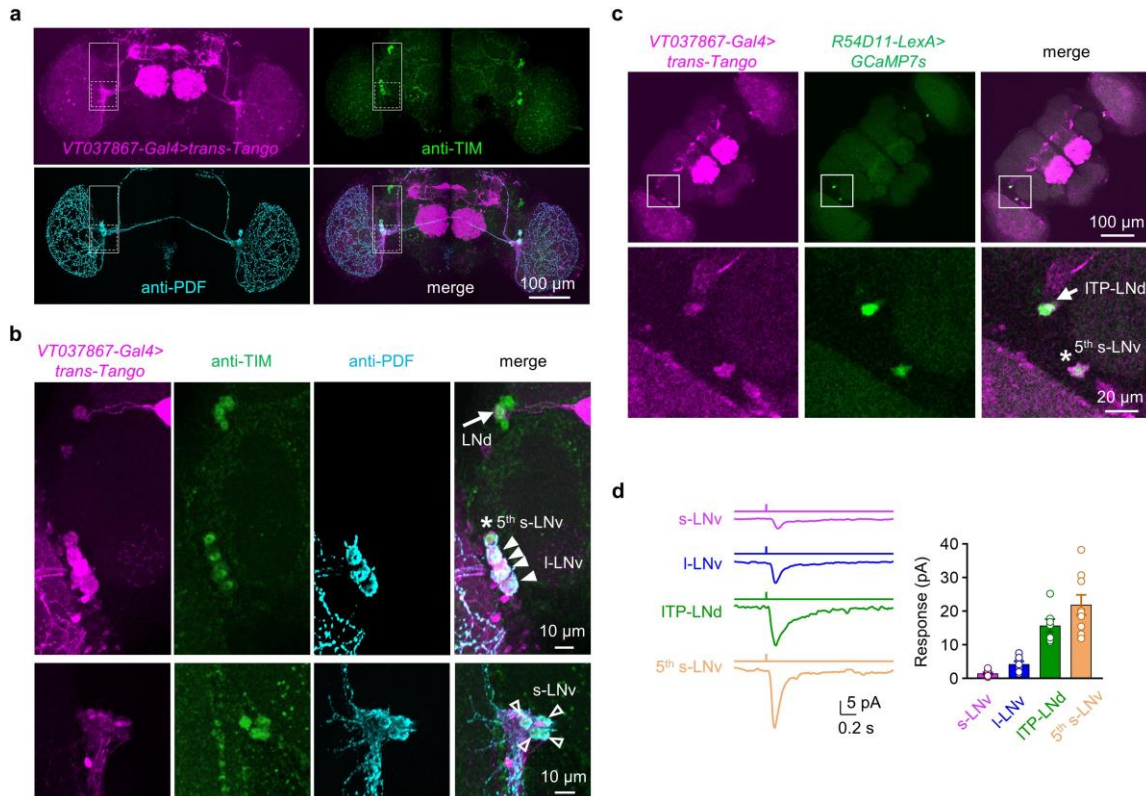 a
VT037867-Gal4>trans-Tango
anti-TIM
anti-PDF
merge
100 µm
b
VT037867-Gal4>
trans-Tango
anti-TIM
anti-PDF
merge
LNd
* 5th s-LNv
l-LNv
10 µm
s-LNv
10 µm
c
VT037867-Gal4>
trans-Tango
R54D11-LexA>
GCaMP7s
merge
100 µm
ITP-LNd
5th s-LNv
*
20 µm
d
s-LNv
l-LNv
ITP-LNd
5th s-LNv
5 pA
0.2 s
Response (pA)
40
30
20
10
0
s-LNv
l-LNv
ITP-LNd
5th s-LNv